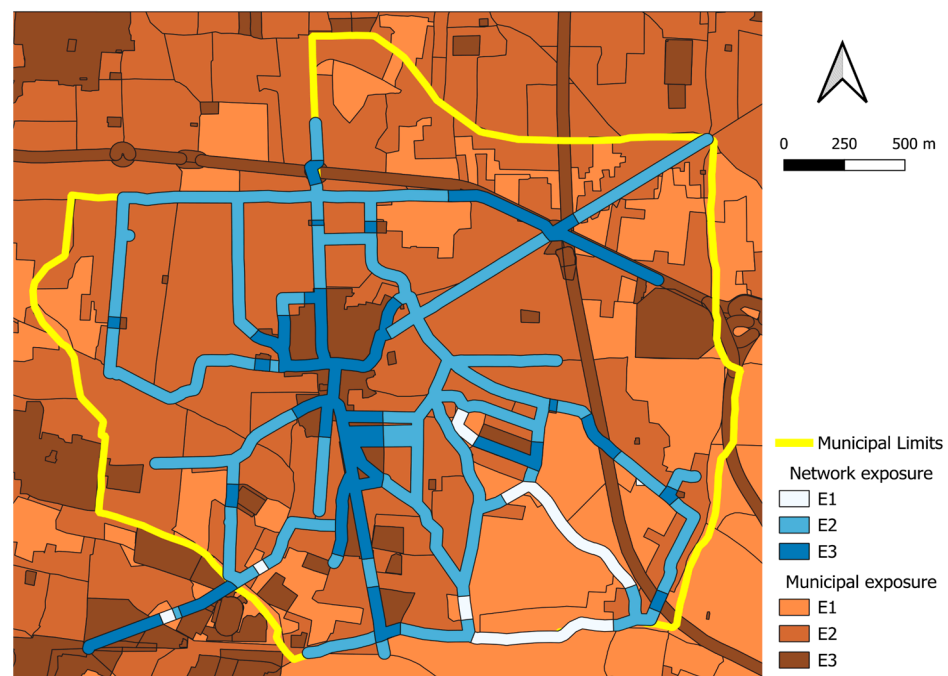 0 250 500 m
Municipal Limits
Network exposure
E1
E2
E3
Municipal exposure
E1
E2
E3